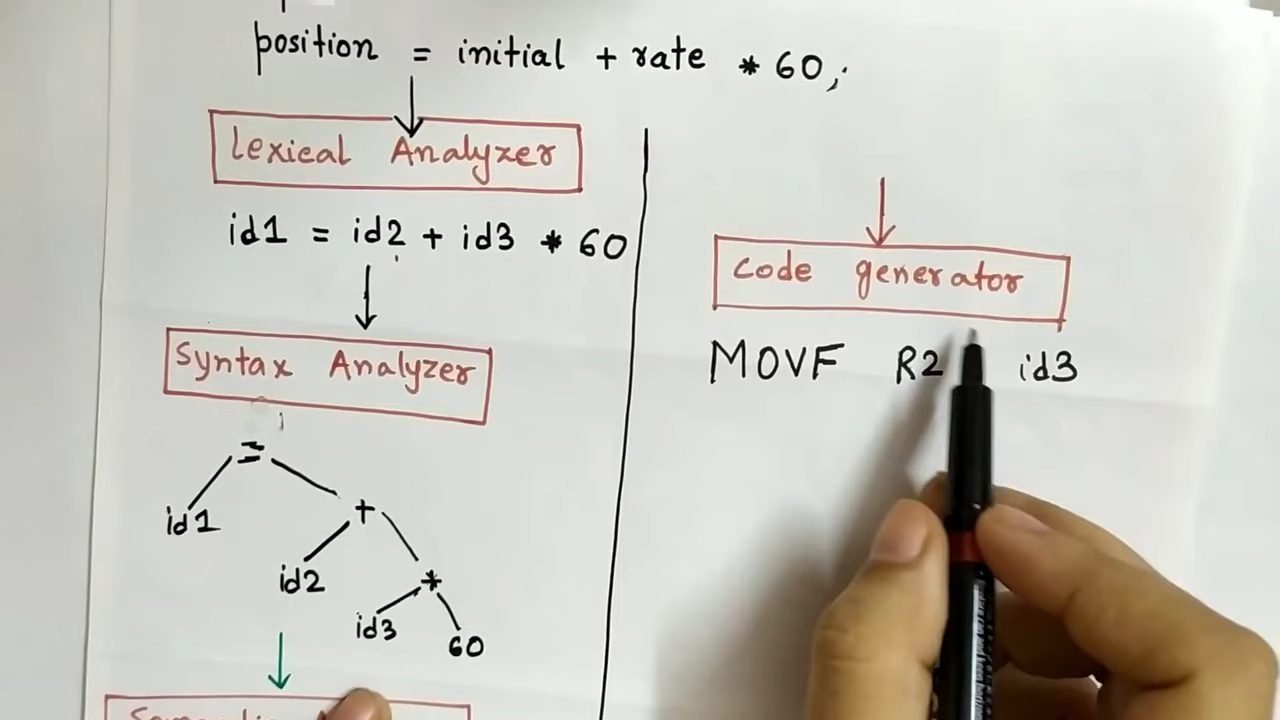 position = initial + rate * 60;
Lexical Analyzer
id1 = id2 + id3 * 60
Syntax Analyzer
=
id1 +
id2 *
id3 60
code generator
MOVF R2 id3